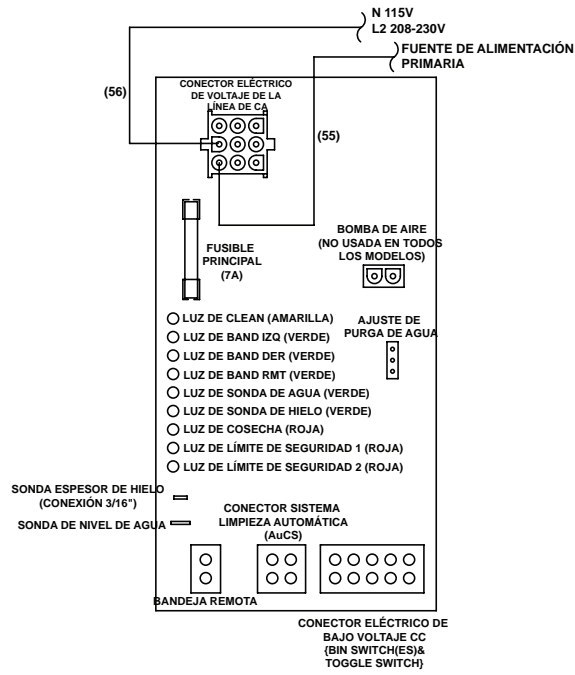 N 115V
L2 208-230V
FUENTE DE ALIMENTACIÓN
PRIMARIA
(56)
CONECTOR ELÉCTRICO
DE VOLTAJE DE LA
LÍNEA DE CA
(55)
FUSIBLE
PRINCIPAL
(7A)
BOMBA DE AIRE
(NO USADA EN TODOS
LOS MODELOS)
AJUSTE DE
PURGA DE AGUA
LUZ DE CLEAN (AMARILLA)
LUZ DE BAND IZQ (VERDE)
LUZ DE BAND DER (VERDE)
LUZ DE BAND RMT (VERDE)
LUZ DE SONDA DE AGUA (VERDE)
LUZ DE SONDA DE HIELO (VERDE)
LUZ DE COSECHA (ROJA)
LUZ DE LÍMITE DE SEGURIDAD 1 (ROJA)
LUZ DE LÍMITE DE SEGURIDAD 2 (ROJA)
SONDA ESPESOR DE HIELO
(CONEXIÓN 3/16")
SONDA DE NIVEL DE AGUA
CONECTOR SISTEMA
LIMPIEZA AUTOMÁTICA
(AuCS)
BANDEJA REMOTA
CONECTOR ELÉCTRICO DE
BAJO VOLTAJE CC
{BIN SWITCH(ES)&
TOGGLE SWITCH}